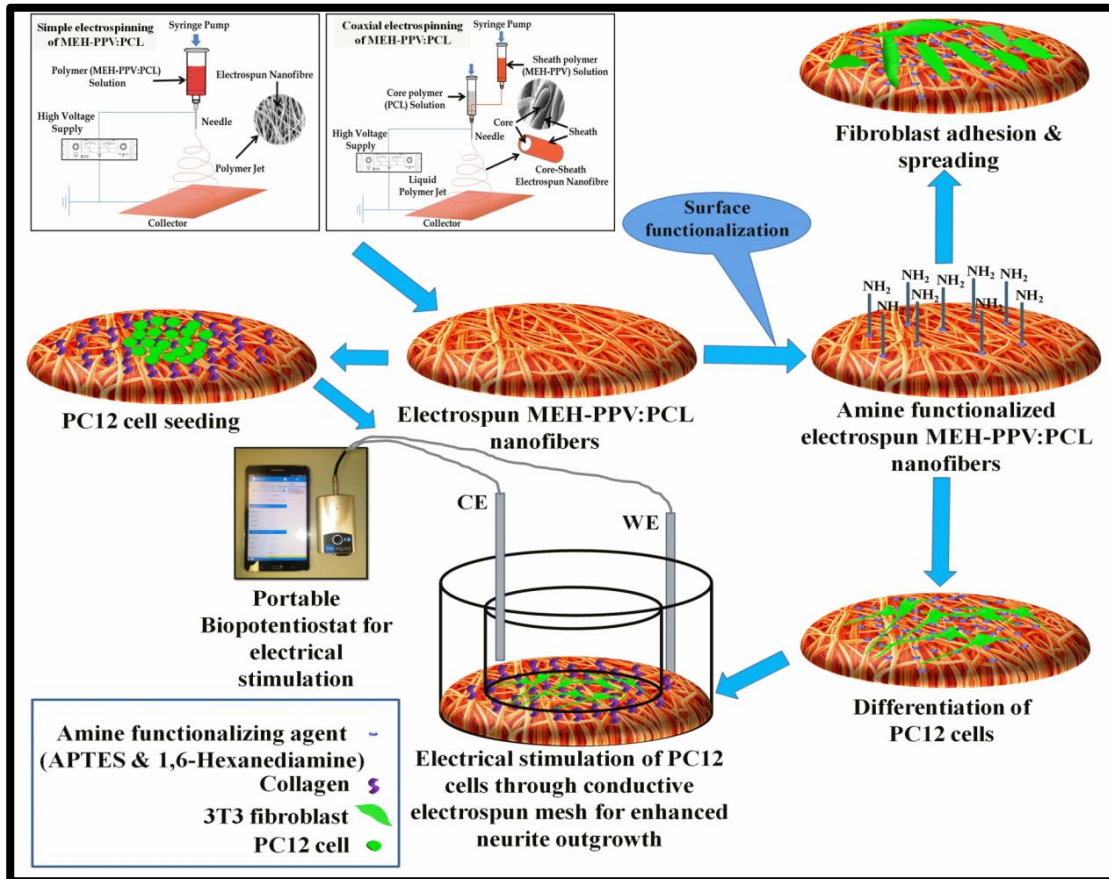 Simple electrospinning
of MEH-PPV:PCL
Syringe Pump
Polymer (MEH-PPV:PCL)
Solution
Electrospun Nanofibre
High Voltage
Supply
Needle
Polymer Jet
Collector
Coaxial electrospinning
of MEH-PPV:PCL
Syringe Pump
Sheath polymer
(MEH-PPV) Solution
Core polymer
(PCL) Solution
Core
Sheath
High Voltage
Supply
Needle
Liquid
Polymer Jet
Core-Sheath
Electrospun Nanofibre
Collector
Fibroblast adhesion &
spreading
Surface
functionalization
NH2
NH2
NH2
NH2
NH2
NH
NH2
NH2
NH2
PC12 cell seeding
Electrospun MEH-PPV:PCL
nanofibers
Amine functionalized
electrospun MEH-PPV:PCL
nanofibers
CE
WE
Portable
Biopotentiostat for
electrical
stimulation
Differentiation of
PC12 cells
Electrical stimulation of PC12
cells through conductive
electrospun mesh for enhanced
neurite outgrowth
Amine functionalizing agent
(APTES & 1,6-Hexanediamine)
Collagen
3T3 fibroblast
PC12 cell